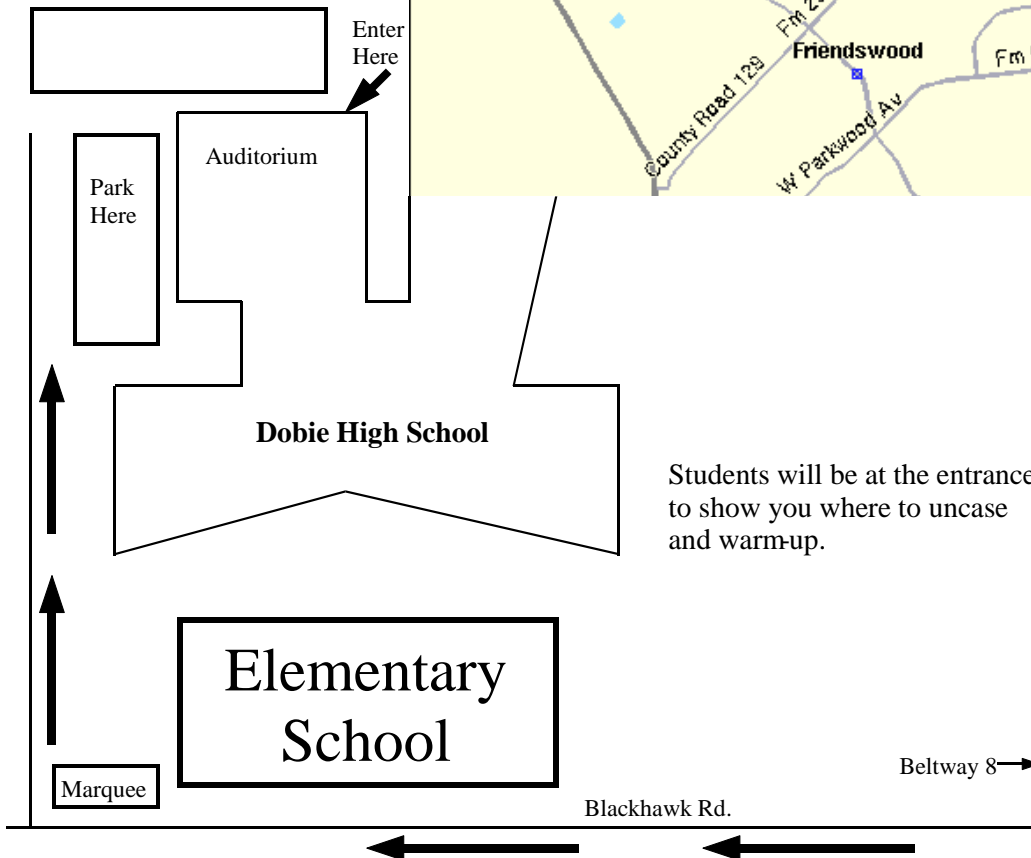 Enter
Here
Friendswood
County Road 129
W Parkwood Av
Auditorium
Park
Here
Dobie High School
Students will be at the entrance
to show you where to uncase
and warm-up.
Elementary
School
Beltway 8
Marquee
Blackhawk Rd.